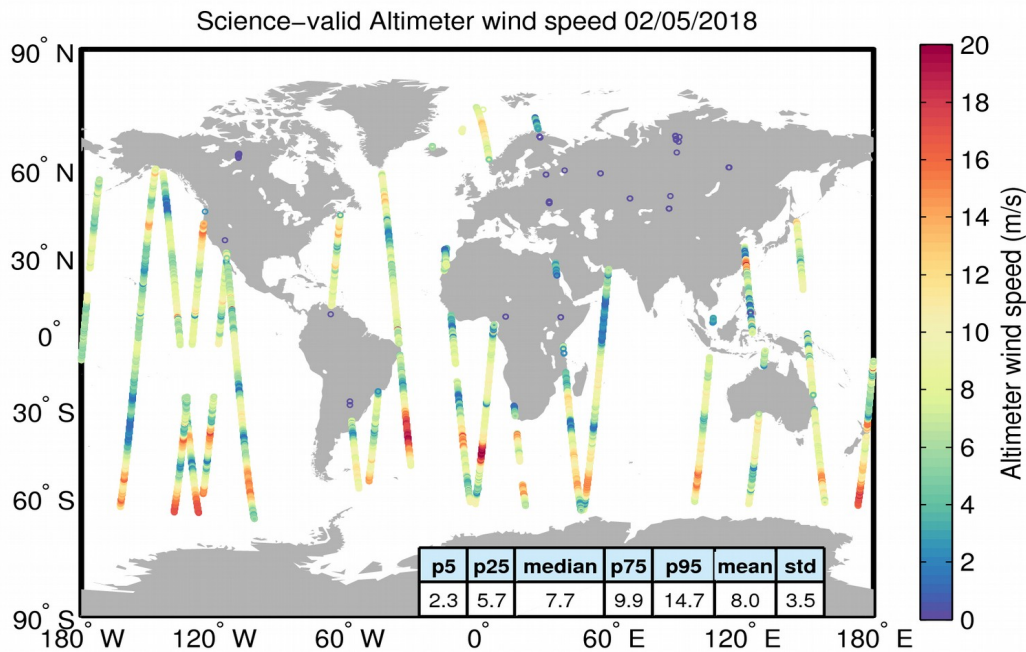 Science−valid Altimeter wind speed 02/05/2018
90° N
60° N
30° N
0°
30° S
60° S
90° S
180° W
120° W
60° W
0°
60° E
120° E
180° E
p5 p25 median p75 p95 mean std
2.3 5.7 7.7 9.9 14.7 8.0 3.5
20
18
16
14
12
10
8
6
4
2
0
Altimeter wind speed (m/s)